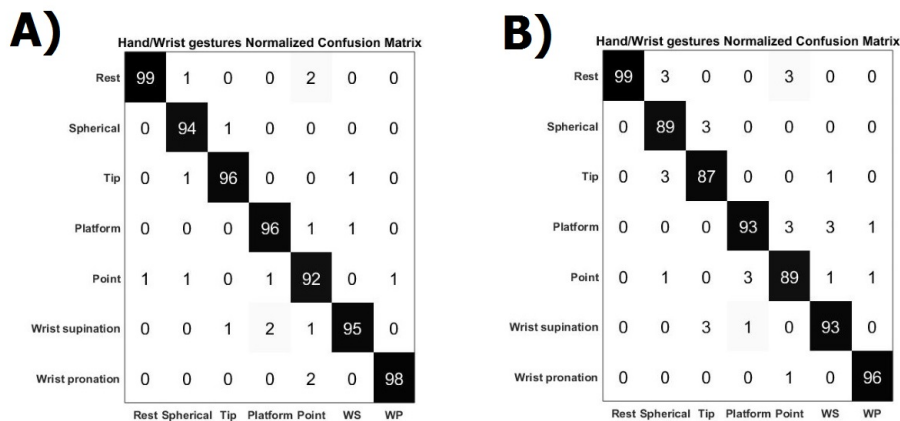 A)
Hand/Wrist gestures Normalized Confusion Matrix
Rest 99 1 0 0 2 0 0
Spherical 0 94 1 0 0 0 0
Tip 0 1 96 0 0 1 0
Platform 0 0 0 96 1 1 0
Point 1 1 0 1 92 0 1
Wrist supination 0 0 1 2 1 95 0
Wrist pronation 0 0 0 0 2 0 98
Rest Spherical Tip Platform Point WS WP
B)
Hand/Wrist gestures Normalized Confusion Matrix
Rest 99 3 0 0 3 0 0
Spherical 0 89 3 0 0 0 0
Tip 0 3 87 0 0 1 0
Platform 0 0 0 93 3 3 1
Point 0 1 0 3 89 1 1
Wrist supination 0 0 3 1 0 93 0
Wrist pronation 0 0 0 0 1 0 96
Rest Spherical Tip Platform Point WS WP